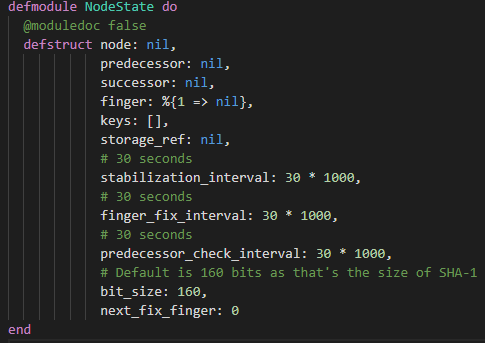 defmodule NodeState do
  @moduledoc false
  defstruct node: nil,
            predecessor: nil,
            successor: nil,
            finger: %{1 => nil},
            keys: [],
            storage_ref: nil,
            # 30 seconds
            stabilization_interval: 30 * 1000,
            # 30 seconds
            finger_fix_interval: 30 * 1000,
            # 30 seconds
            predecessor_check_interval: 30 * 1000,
            # Default is 160 bits as that's the size of SHA-1
            bit_size: 160,
            next_fix_finger: 0
end